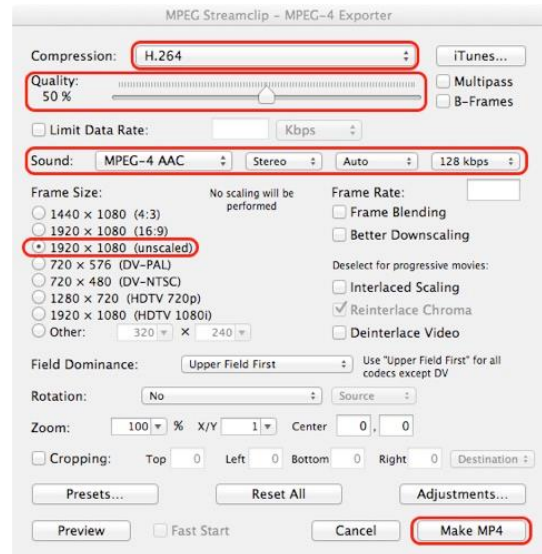 MPEG Streamclip – MPEG-4 Exporter
Compression: H.264 iTunes...
Quality: Multipass
50 % B-Frames
Limit Data Rate: Kbps
Sound: MPEG-4 AAC Stereo Auto 128 kbps
Frame Size: No scaling will be performed Frame Rate:
1440 × 1080 (4:3) Frame Blending
1920 × 1080 (16:9) Better Downscaling
1920 × 1080 (unscaled)
720 × 576 (DV-PAL) Deselect for progressive movies:
720 × 480 (DV-NTSC) Interlaced Scaling
1280 × 720 (HDTV 720p)
1920 × 1080 (HDTV 1080i) Reinterlace Chroma
Other: 320 × 240 Deinterlace Video
Field Dominance: Upper Field First Use "Upper Field First" for all codecs except DV
Rotation: No Source
Zoom: 100 % X/Y 1 Center 0 , 0
Cropping: Top 0 Left 0 Bottom 0 Right 0 Destination
Presets... Reset All Adjustments...
Preview Fast Start Cancel Make MP4